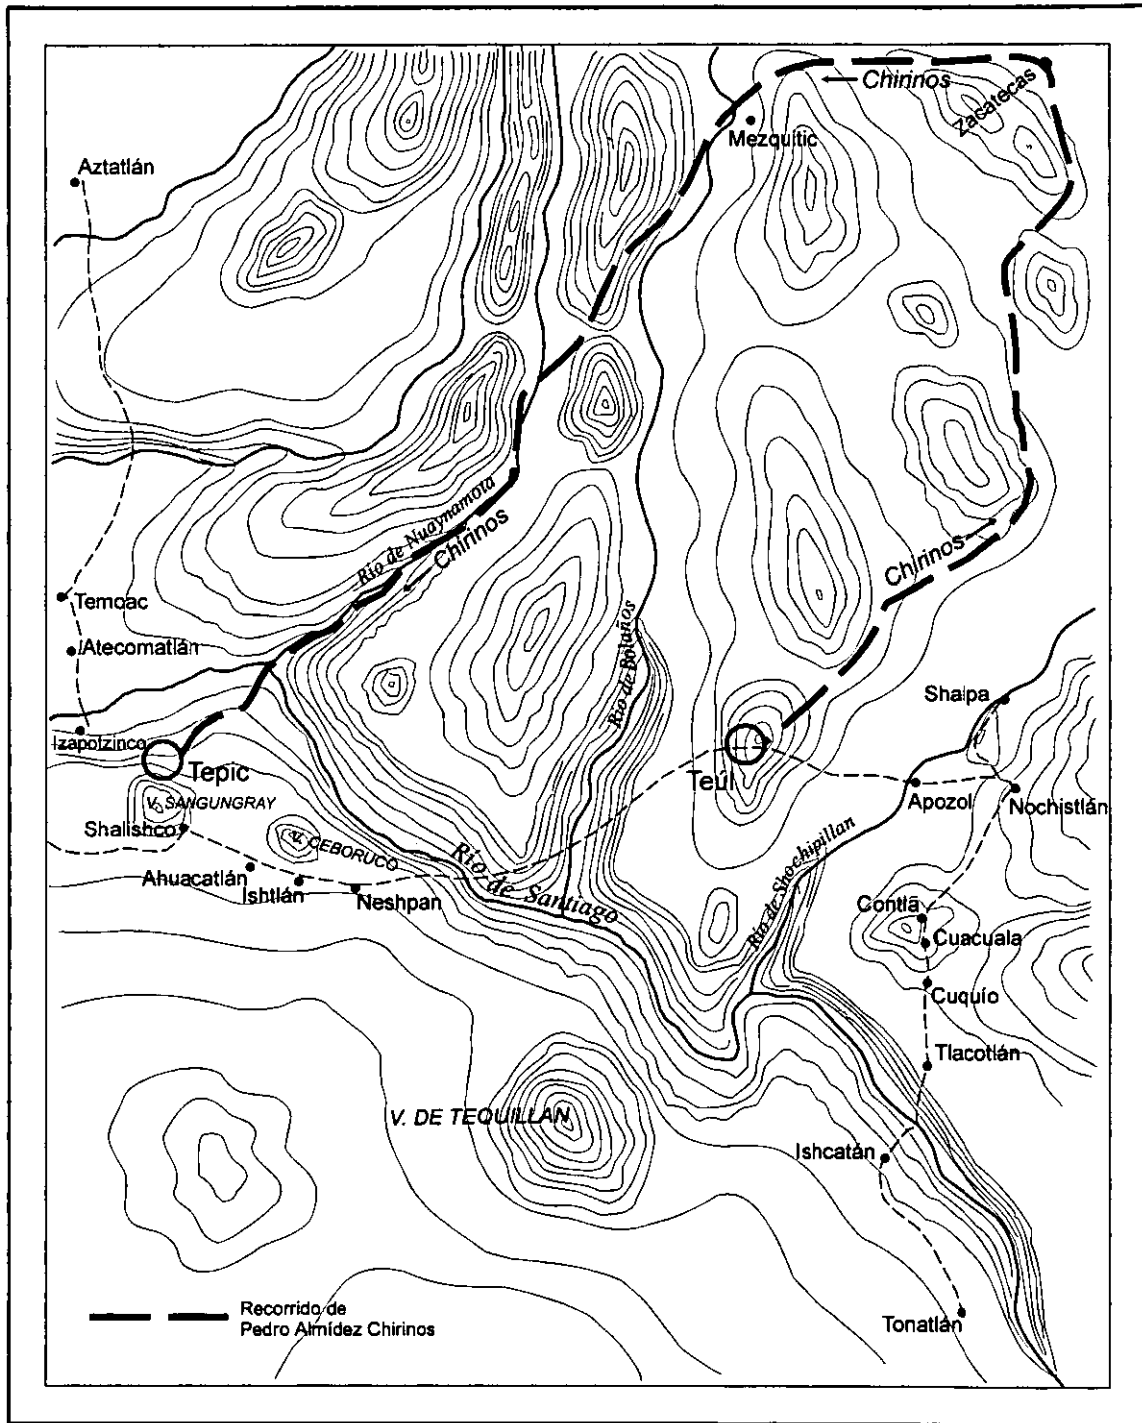 Chirinos
Zacatecas
Mezquitic
Aztatlán
Río de Nuaynamota
Chirinos
Chirinos
Temoac
Atecomatlán
Río de Bolaños
Shalpa
Izapotzinco
Tepic
Teúl
Apozol
Nochistlán
V. SANGUNGRAY
Shalishco
V. CEBORUCO
Río de Santiago
Río de Shochipillan
Ahuacatlán
Ishtlán
Neshpan
Contla
Cuacuala
Cuquío
Tlacotlán
V. DE TEQUILLAN
Ishcatán
Tonatlán
Recorrido de
Pedro Almídez Chirinos